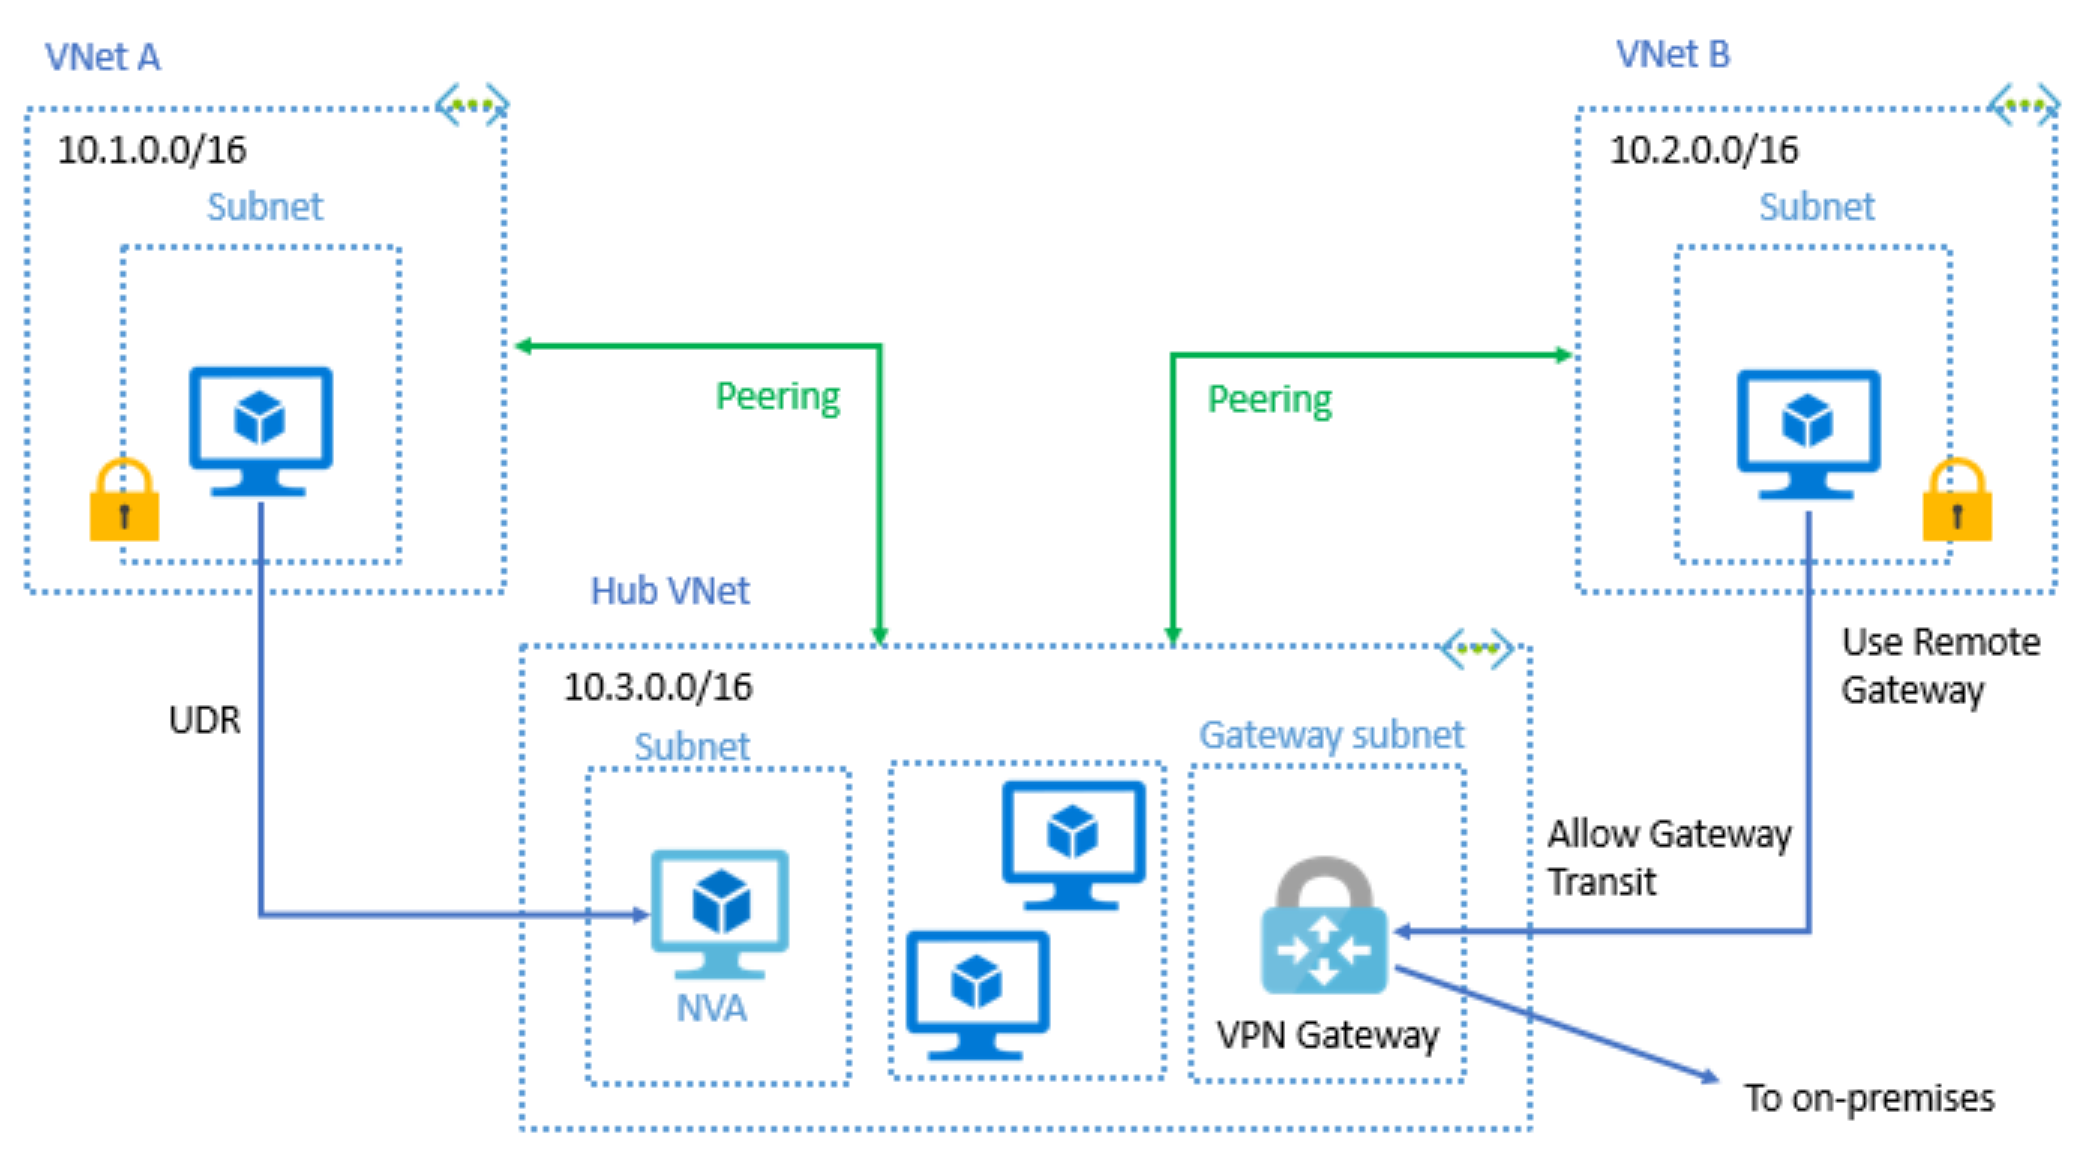 VNet A
10.1.0.0/16
Subnet
VNet B
10.2.0.0/16
Subnet
Peering
Peering
UDR
Use Remote
Gateway
Allow Gateway
Transit
Hub VNet
10.3.0.0/16
Subnet
NVA
Gateway subnet
VPN Gateway
To on-premises